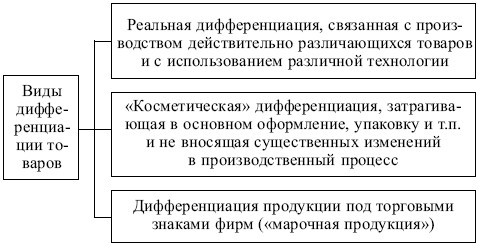 Виды
диффе-
ренциа-
ции то-
варов
Реальная дифференциация, связанная с произ-
водством действительно различающихся товаров
и с использованием различной технологии
«Косметическая» дифференциация, затрагива-
ющая в основном оформление, упаковку и т.п.
и не вносящая существенных изменений
в производственный процесс
Дифференциация продукции под торговыми
знаками фирм («марочная продукция»)